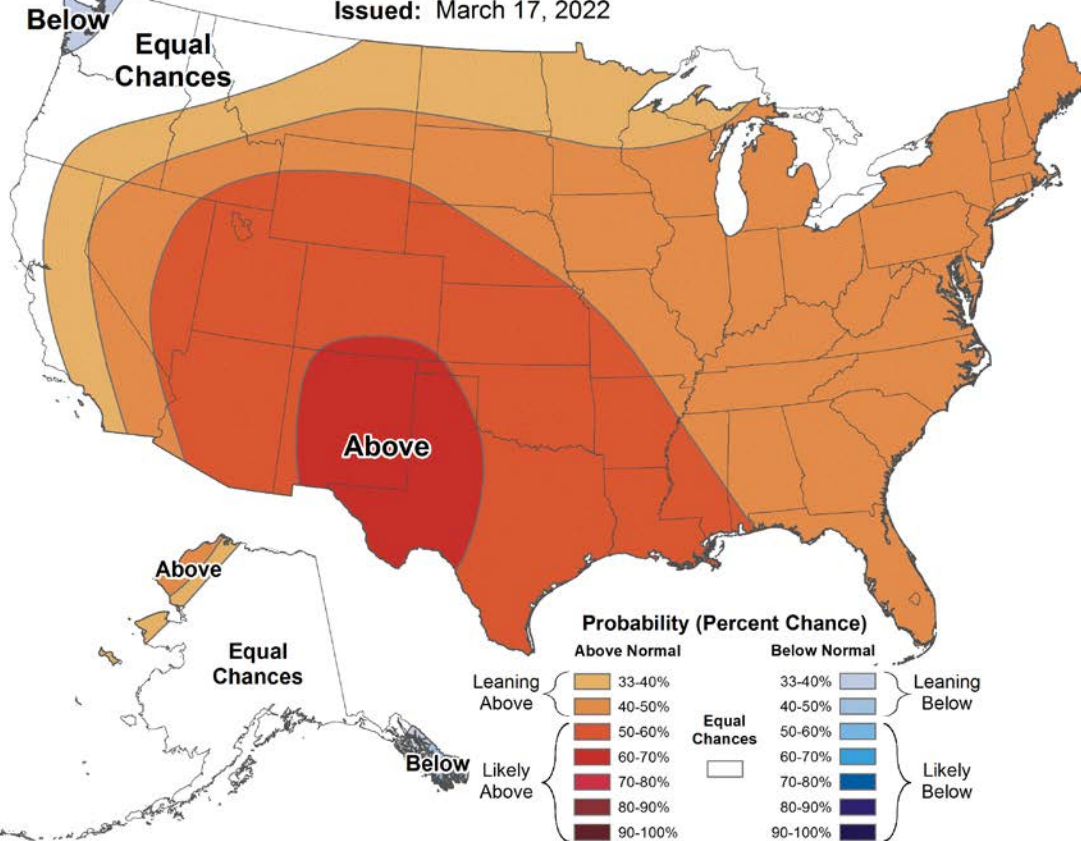 Issued: March 17, 2022
Below
Equal
Chances
Above
Above
Equal
Chances
Below
Probability (Percent Chance)
Above Normal
Below Normal
Leaning
Above
33-40%
40-50%
Likely
Above
50-60%
60-70%
70-80%
80-90%
90-100%
Equal
Chances
33-40%
40-50%
Leaning
Below
50-60%
60-70%
70-80%
80-90%
90-100%
Likely
Below